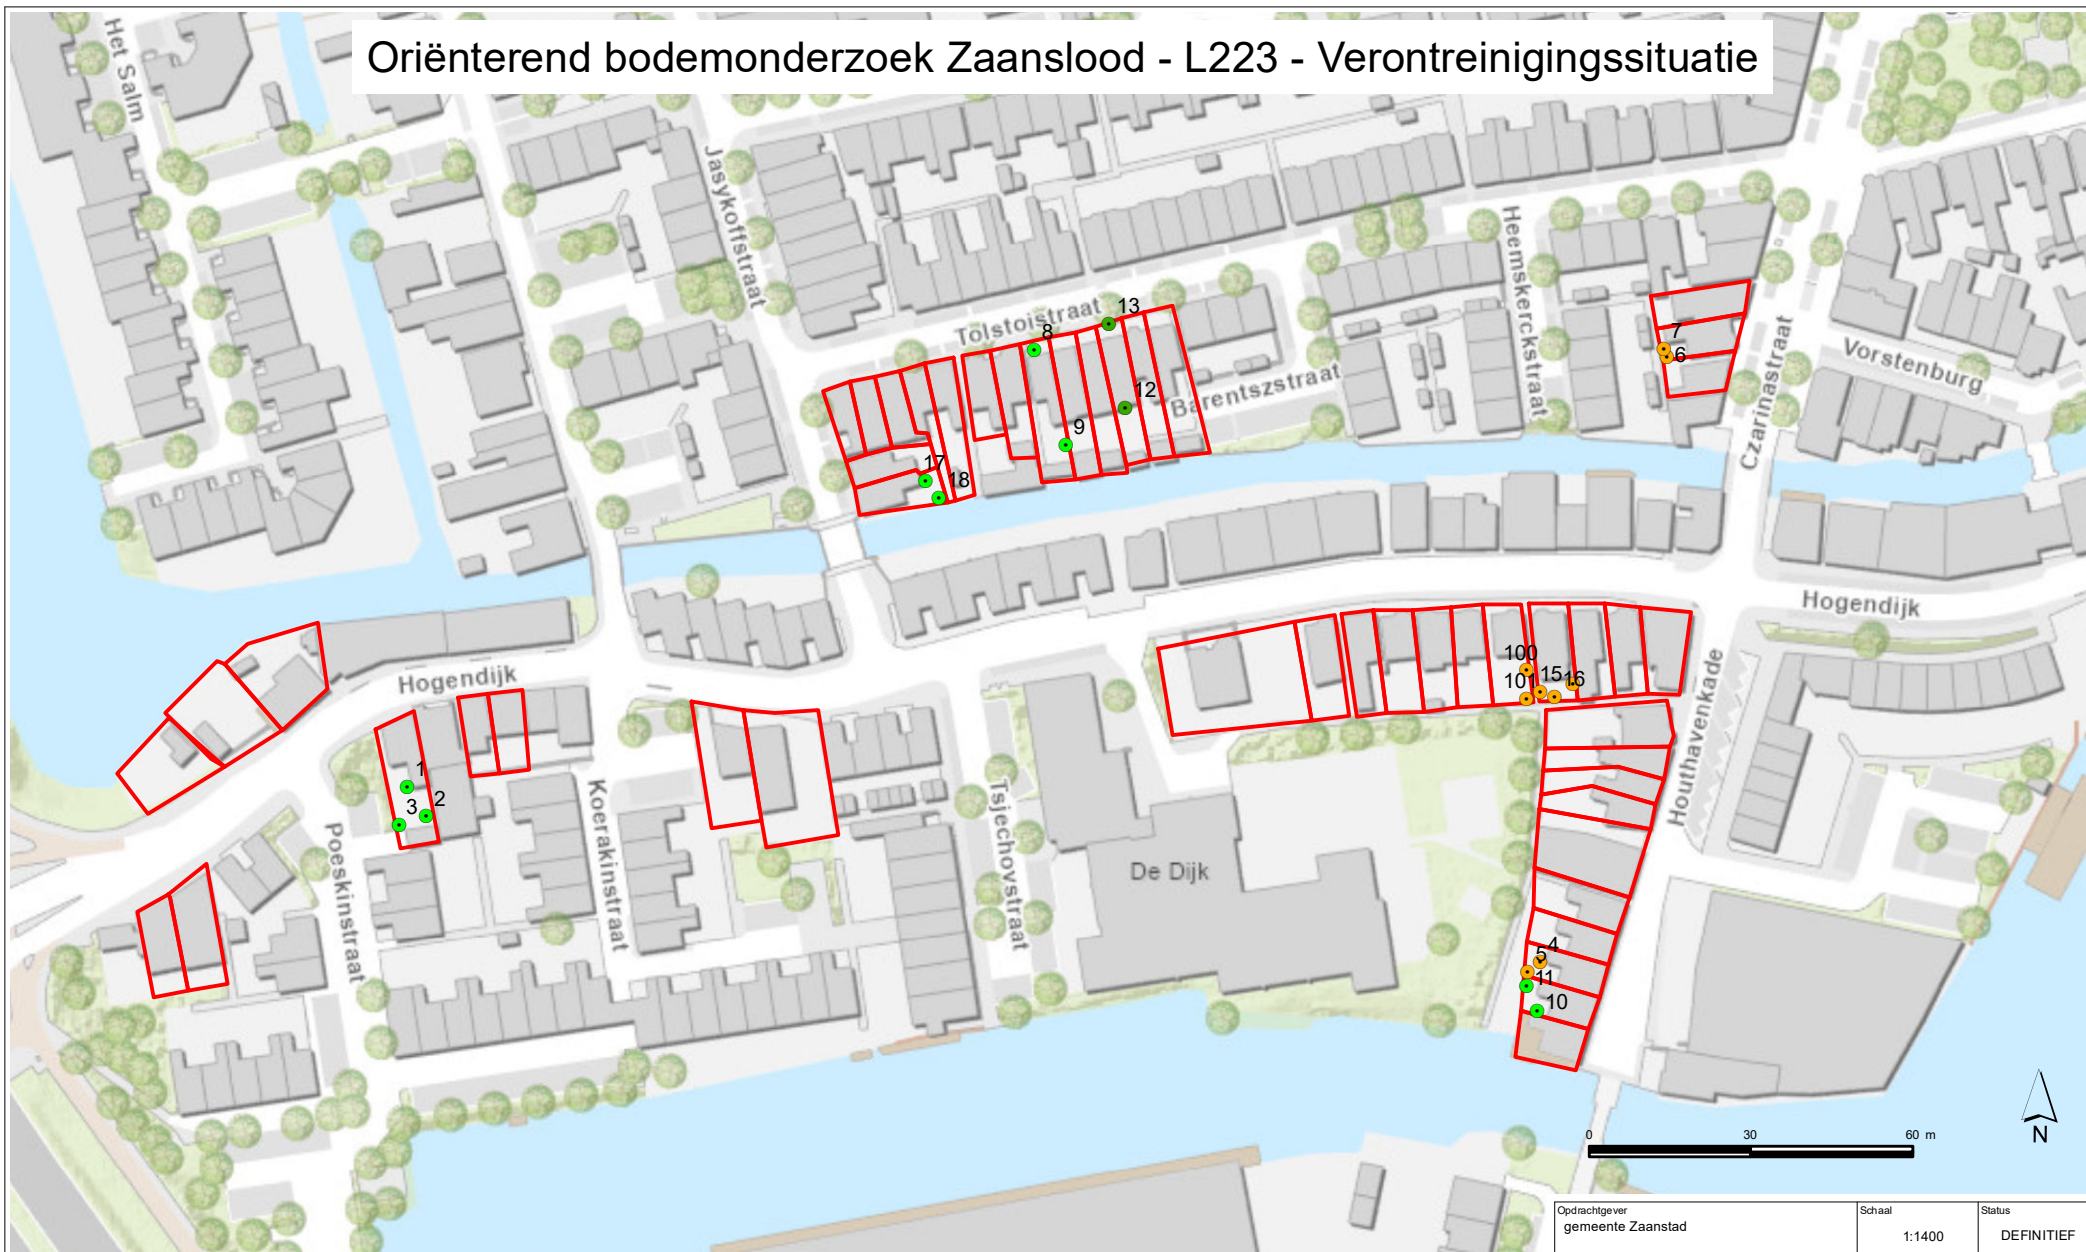 Oriënterend bodemonderzoek Zaanslood - L223 - Verontreinigingssituatie
Het Salm
Jasykoffstraat
Heemskerckstraat
Tolstoistraat
13
8
7
6
Czarinastraat
Vorstenburg
12
Barentszstraat
9
17
18
Hogendijk
Hogendijk
100
101
15
16
Houthavenkade
1
2
3
Koerakinstraat
Tsjechovstraat
Poeskinstraat
De Dijk
4
5
11
10
0 30 60 m
N
Opdrachtgever
gemeente Zaanstad
Schaal
1:1400
Status
DEFINITIEF